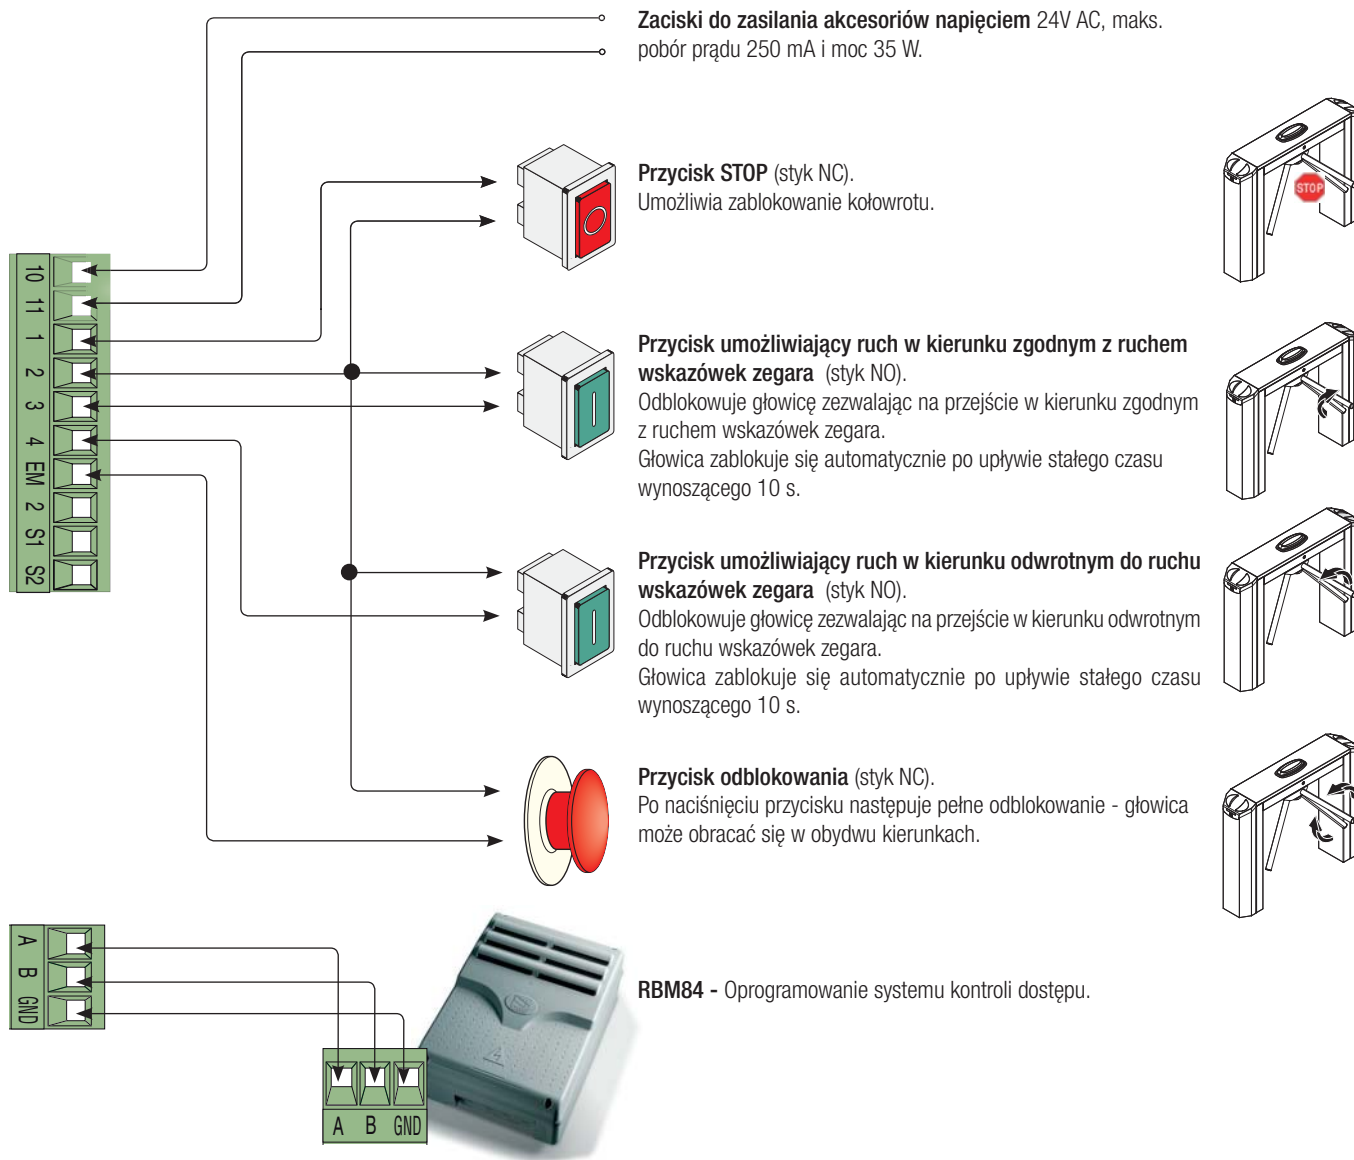 Zaciski do zasilania akcesoriów napięciem 24V AC, maks.
pobór prądu 250 mA i moc 35 W.
Przycisk STOP (styk NC).
Umożliwia zablokowanie kołowrotu.
STOP
10
11
1
2
3
4
EM
2
S1
S2
Przycisk umożliwiający ruch w kierunku zgodnym z ruchem
wskazówek zegara (styk NO).
Odblokowuje głowicę zezwalając na przejście w kierunku zgodnym
z ruchem wskazówek zegara.
Głowica zablokuje się automatycznie po upływie stałego czasu
wynoszącego 10 s.
Przycisk umożliwiający ruch w kierunku odwrotnym do ruchu
wskazówek zegara (styk NO).
Odblokowuje głowicę zezwalając na przejście w kierunku odwrotnym
do ruchu wskazówek zegara.
Głowica zablokuje się automatycznie po upływie stałego czasu
wynoszącego 10 s.
Przycisk odblokowania (styk NC).
Po naciśnięciu przycisku następuje pełne odblokowanie - głowica
może obracać się w obydwu kierunkach.
A
B
GND
RBM84 - Oprogramowanie systemu kontroli dostępu.
A B GND